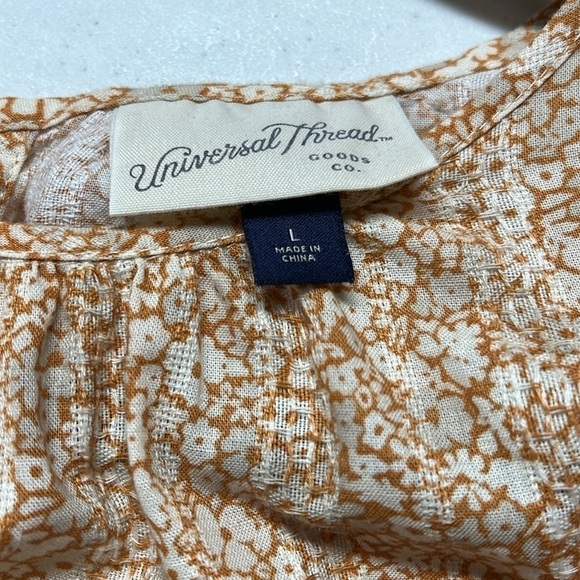 Universal Thread™
GOODS
CO.
L
MADE IN
CHINA